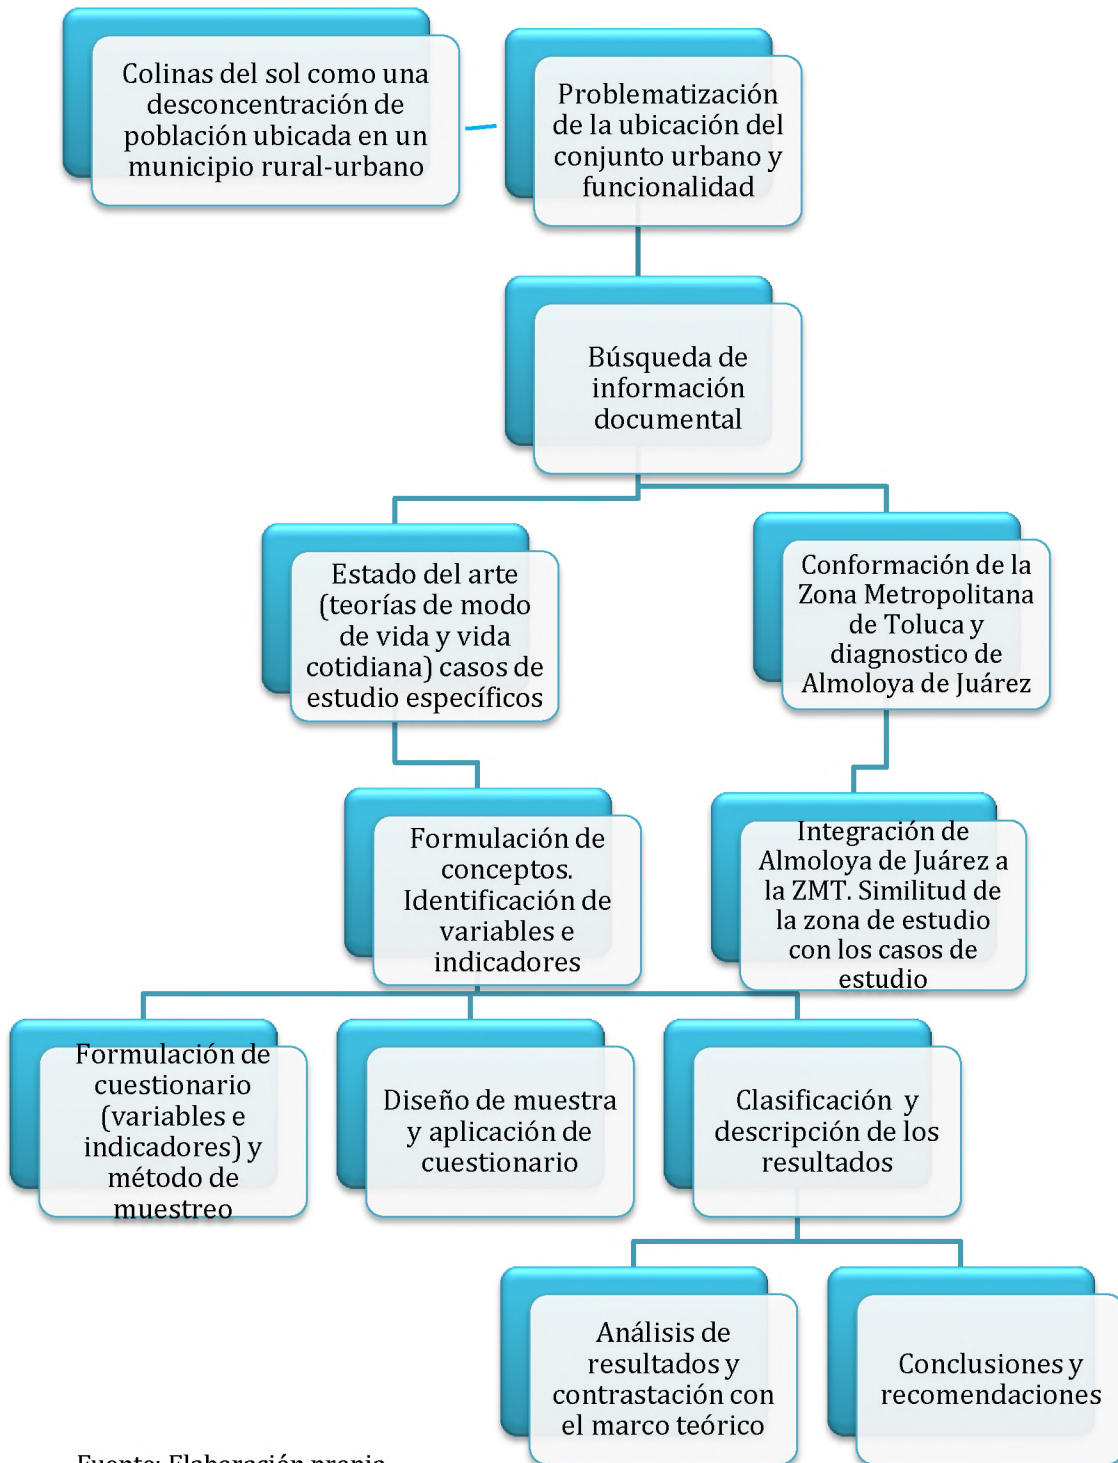 Colinas del sol como una
desconcentración de
población ubicada en un
municipio rural-urbano
Problematización
de la ubicación del
conjunto urbano y
funcionalidad
Búsqueda de
información
documental
Estado del arte
(teorías de modo
de vida y vida
cotidiana) casos de
estudio específicos
Conformación de la
Zona Metropolitana
de Toluca y
diagnostico de
Almoloya de Juárez
Formulación de
conceptos.
Identificación de
variables e
indicadores
Integración de
Almoloya de Juárez a
la ZMT. Similitud de
la zona de estudio
con los casos de
estudio
Formulación de
cuestionario
(variables e
indicadores) y
método de
muestreo
Diseño de muestra
y aplicación de
cuestionario
Clasificación y
descripción de los
resultados
Análisis de
resultados y
contrastación con
el marco teórico
Conclusiones y
recomendaciones
Fuente: Elaboración propia